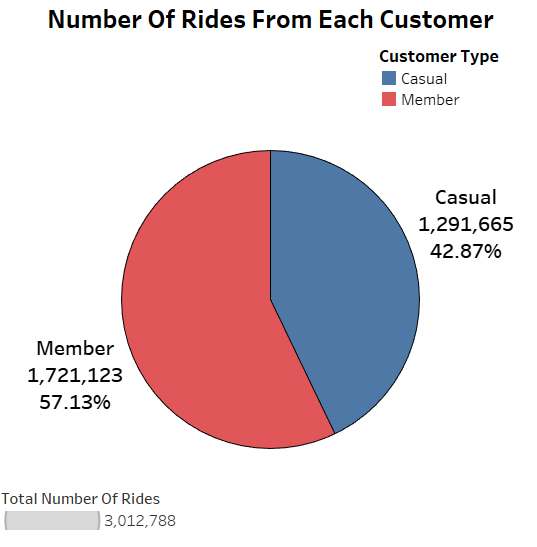 Number Of Rides From Each Customer
Customer Type
Casual
Member
Casual
1,291,665
42.87%
Member
1,721,123
57.13%
Total Number Of Rides
3,012,788